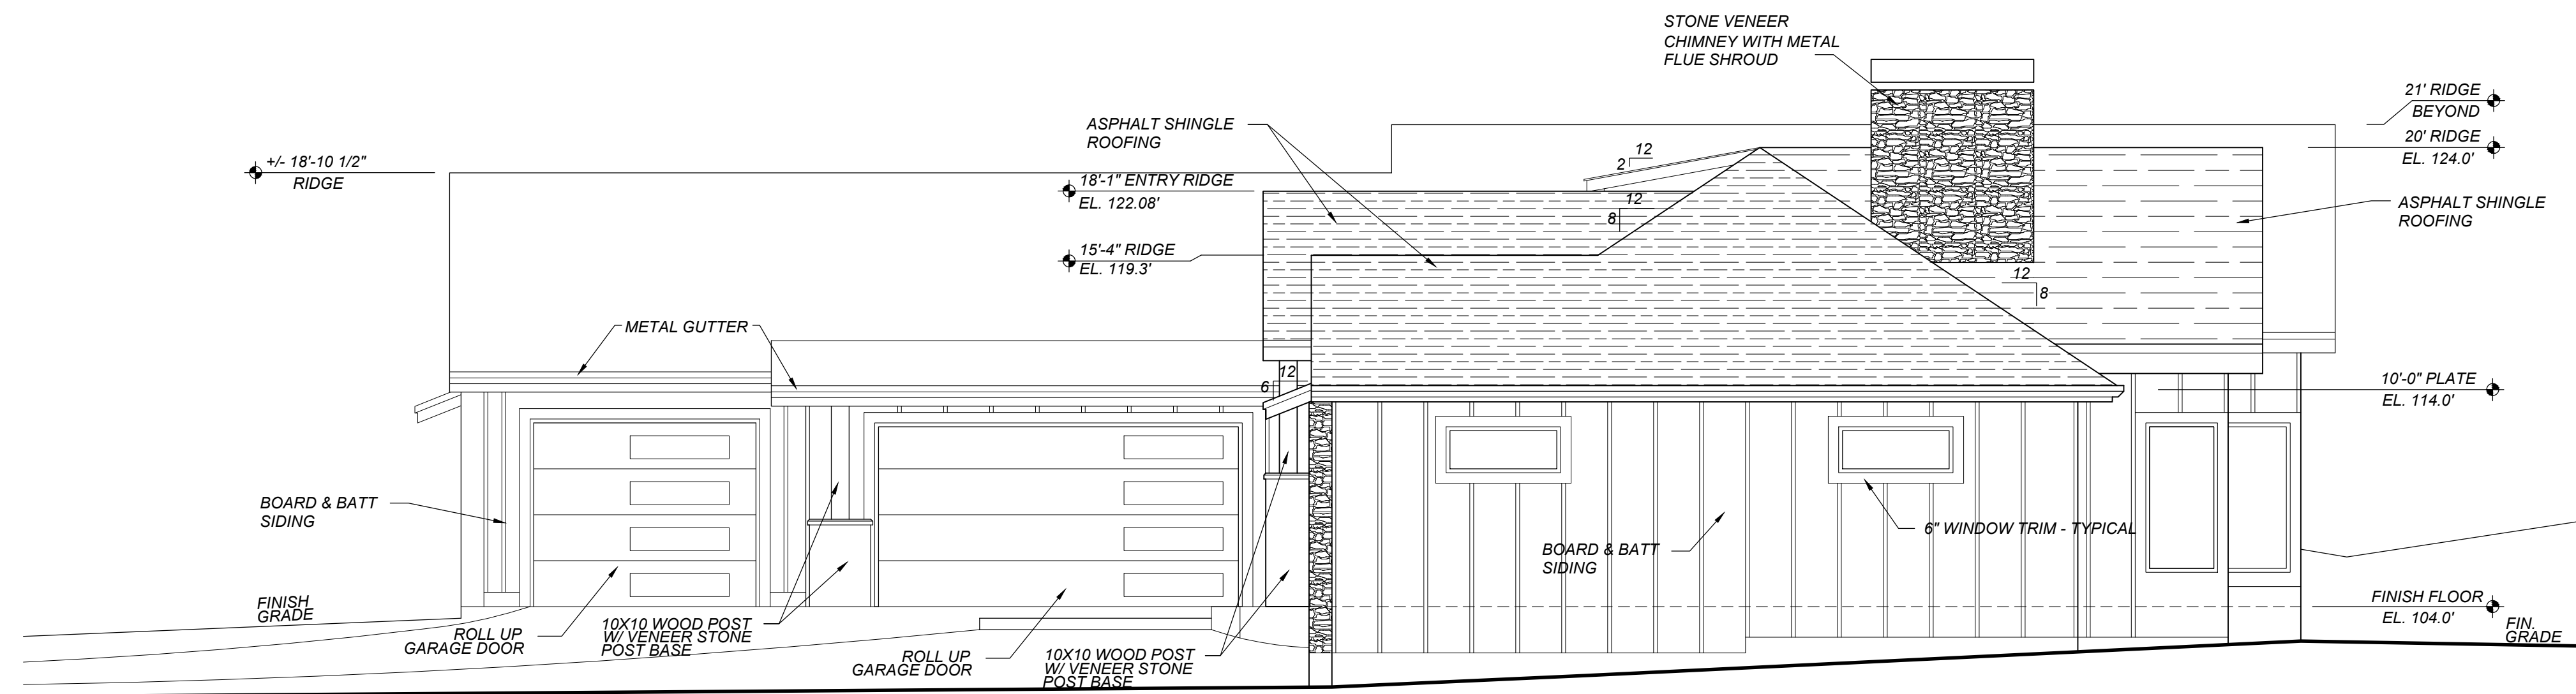 STONE VENEER
CHIMNEY WITH METAL
FLUE SHROUD
21' RIDGE
BEYOND
20' RIDGE
EL. 124.0'
ASPHALT SHINGLE
ROOFING
+/- 18'-10 1/2"
RIDGE
12
2
18'-1" ENTRY RIDGE
EL. 122.08'
12
8
ASPHALT SHINGLE
ROOFING
15'-4" RIDGE
EL. 119.3'
12
8
METAL GUTTER
12
6
10'-0" PLATE
EL. 114.0'
BOARD & BATT
SIDING
6" WINDOW TRIM - TYPICAL
BOARD & BATT
SIDING
FINISH
GRADE
FINISH FLOOR
EL. 104.0'
FIN.
GRADE
ROLL UP
GARAGE DOOR
10X10 WOOD POST
W/ VENEER STONE
POST BASE
ROLL UP
GARAGE DOOR
10X10 WOOD POST
W/ VENEER STONE
POST BASE